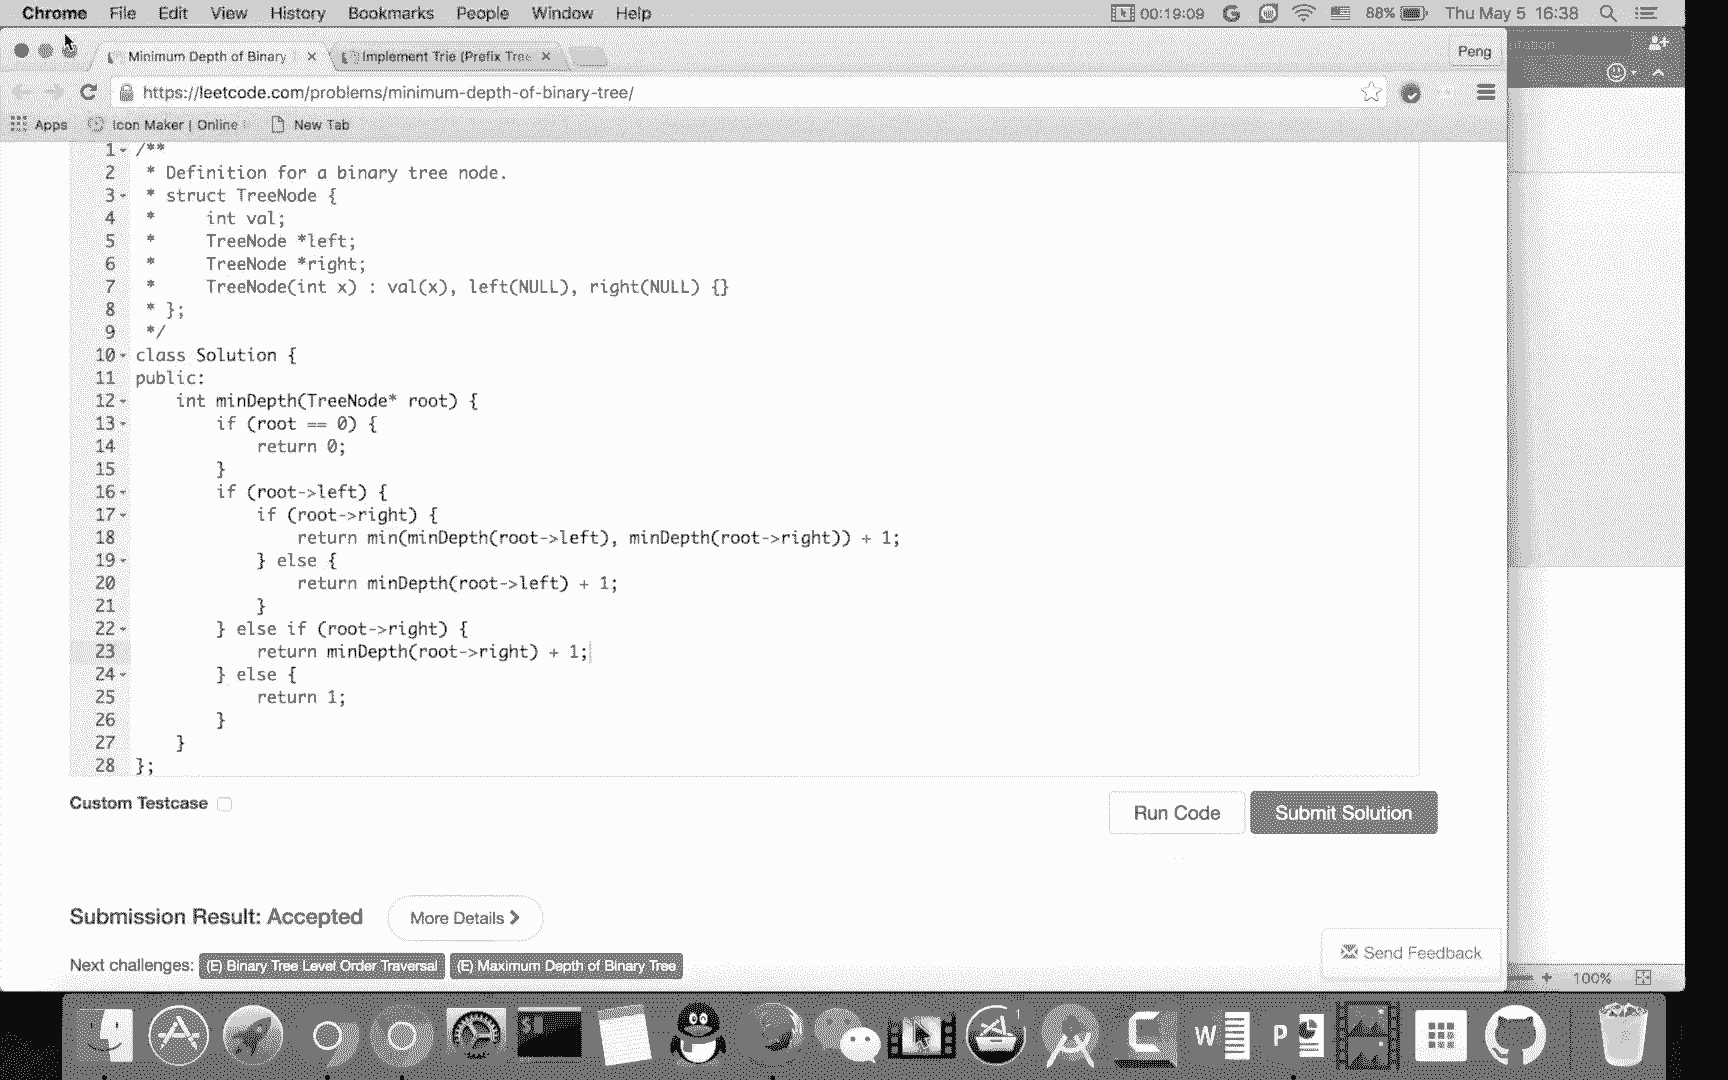 Chrome File Edit View History Bookmarks People Window Help 00:19:09 88% Thu May 5 16:38
Minimum Depth of Binary Implement Trie (Prefix Tree Peng
https://leetcode.com/problems/minimum-depth-of-binary-tree/
Apps Icon Maker | Online New Tab
1 /**
2 * Definition for a binary tree node.
3 * struct TreeNode {
4 *     int val;
5 *     TreeNode *left;
6 *     TreeNode *right;
7 *     TreeNode(int x) : val(x), left(NULL), right(NULL) {}
8 * };
9 */
10 class Solution {
11 public:
12     int minDepth(TreeNode* root) {
13         if (root == 0) {
14             return 0;
15         }
16         if (root->left) {
17             if (root->right) {
18                 return min(minDepth(root->left), minDepth(root->right)) + 1;
19             } else {
20                 return minDepth(root->left) + 1;
21             }
22         } else if (root->right) {
23             return minDepth(root->right) + 1;
24         } else {
25             return 1;
26         }
27     }
28 };
Custom Testcase Run Code Submit Solution
Submission Result: Accepted More Details
Next challenges: (E) Binary Tree Level Order Traversal (E) Maximum Depth of Binary Tree
Send Feedback
100%